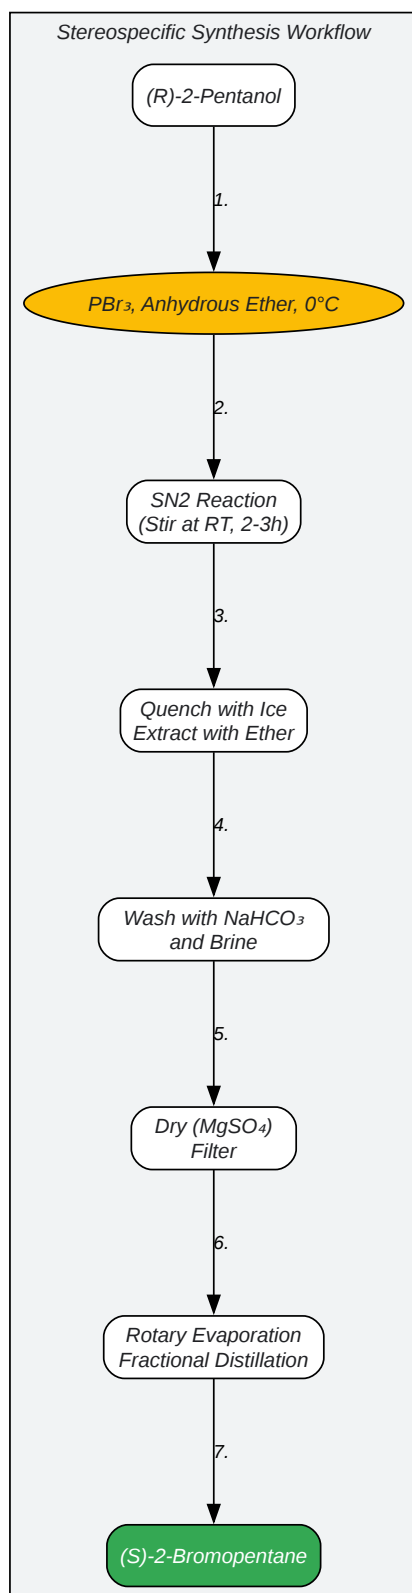 Stereospecific Synthesis Workflow
(R)-2-Pentanol
1.
PBr₃, Anhydrous Ether, 0°C
2.
SN2 Reaction
(Stir at RT, 2-3h)
3.
Quench with Ice
Extract with Ether
4.
Wash with NaHCO₃
and Brine
5.
Dry (MgSO₄)
Filter
6.
Rotary Evaporation
Fractional Distillation
7.
(S)-2-Bromopentane